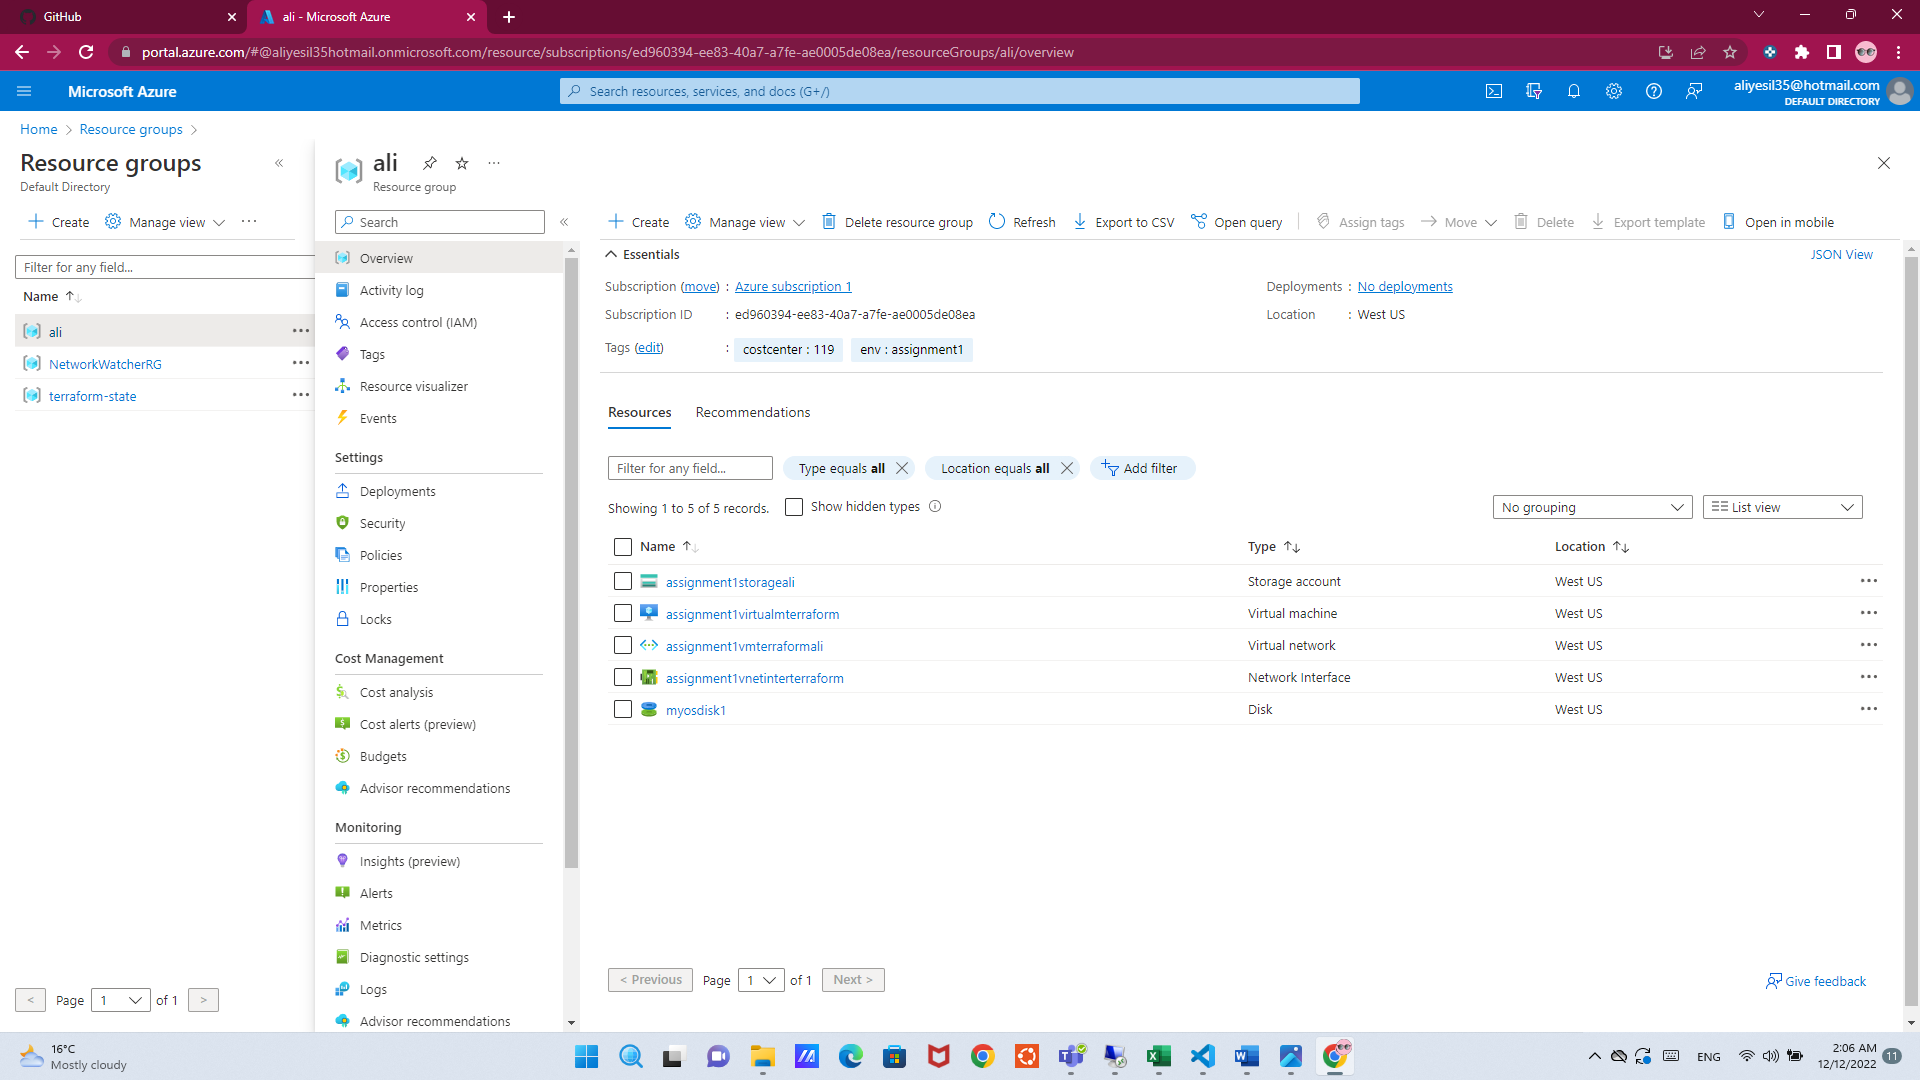 GitHub
ali - Microsoft Azure
portal.azure.com/#@aliyesil35hotmail.onmicrosoft.com/resource/subscriptions/ed960394-ee83-40a7-a7fe-ae0005de08ea/resourceGroups/ali/overview
Microsoft Azure
Search resources, services, and docs (G+/)
aliyesil35@hotmail.com
DEFAULT DIRECTORY
Home > Resource groups >
Resource groups
Default Directory
Create
Manage view
Filter for any field...
Name
ali
NetworkWatcherRG
terraform-state
< Page 1 of 1 >
ali
Resource group
Search
Overview
Activity log
Access control (IAM)
Tags
Resource visualizer
Events
Settings
Deployments
Security
Policies
Properties
Locks
Cost Management
Cost analysis
Cost alerts (preview)
Budgets
Advisor recommendations
Monitoring
Insights (preview)
Alerts
Metrics
Diagnostic settings
Logs
Advisor recommendations
Create Manage view Delete resource group Refresh Export to CSV Open query Assign tags Move Delete Export template Open in mobile
Essentials
JSON View
Subscription (move) : Azure subscription 1
Subscription ID : ed960394-ee83-40a7-a7fe-ae0005de08ea
Deployments : No deployments
Location : West US
Tags (edit) : costcenter : 119 env : assignment1
Resources Recommendations
Filter for any field... Type equals all Location equals all Add filter
Showing 1 to 5 of 5 records. Show hidden types
No grouping List view
Name Type Location
assignment1storageali Storage account West US
assignment1virtualmterraform Virtual machine West US
assignment1vmterraformali Virtual network West US
assignment1vnetinterterraform Network Interface West US
myosdisk1 Disk West US
< Previous Page 1 of 1 Next >
Give feedback
16°C
Mostly cloudy
ENG
2:06 AM
12/12/2022
11